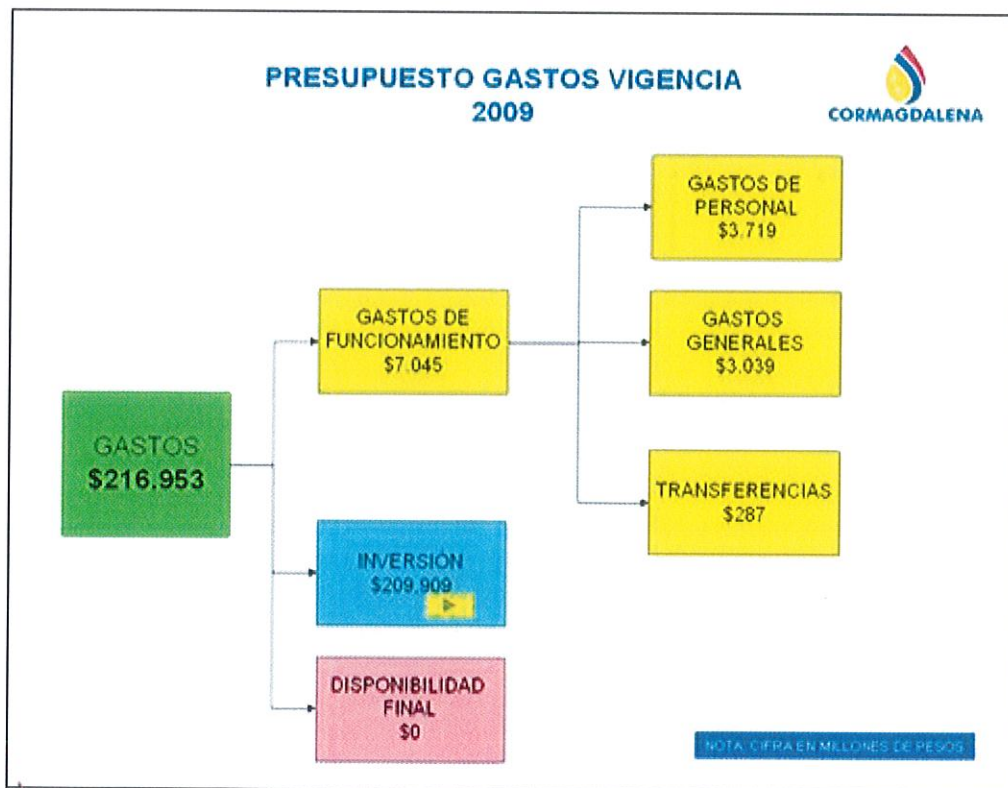 PRESUPUESTO GASTOS VIGENCIA
2009
CORMAGDALENA
GASTOS DE
PERSONAL
$3.719
GASTOS DE
FUNCIONAMIENTO
$7.045
GASTOS
GENERALES
$3.039
GASTOS
$216.953
TRANSFERENCIAS
$287
INVERSIÓN
$209.909
DISPONIBILIDAD
FINAL
$0
NOTA: CIFRA EN MILLONES DE PESOS